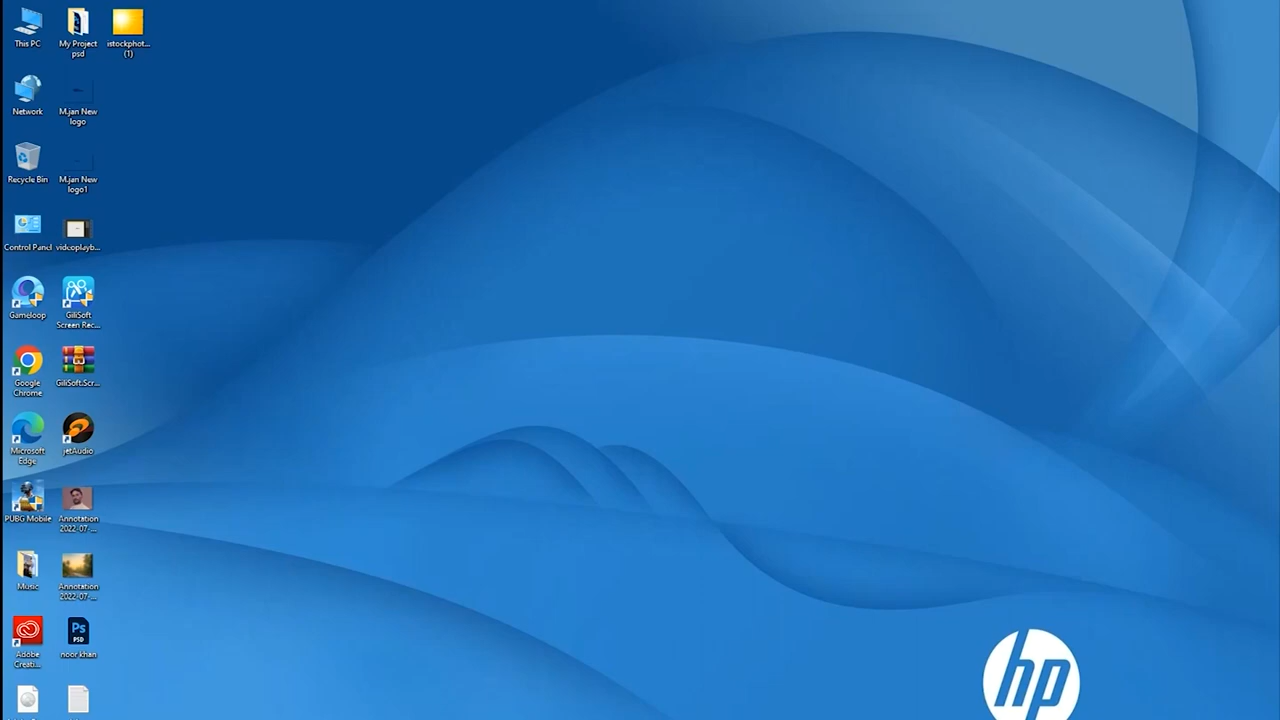 This PC
My Project
psd
istockphot...
(1)
Network
M.jan New
logo
Recycle Bin
M.jan New
logo1
Control Panel
videoplayb...
Gameloop
GiliSoft
Screen Rec...
Google
Chrome
GiliSoft.Scr...
Microsoft
Edge
jetAudio
PUBG Mobile
Annotation
2022-07-...
Music
Annotation
2022-07-...
Adobe
Creati...
Ps
PSD
noor khan
hp